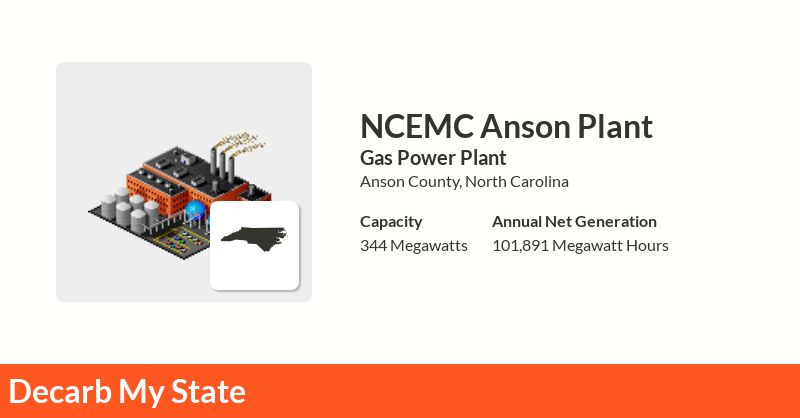 NCEMC Anson Plant
Gas Power Plant
Anson County, North Carolina
Capacity
344 Megawatts
Annual Net Generation
101,891 Megawatt Hours
Decarb My State